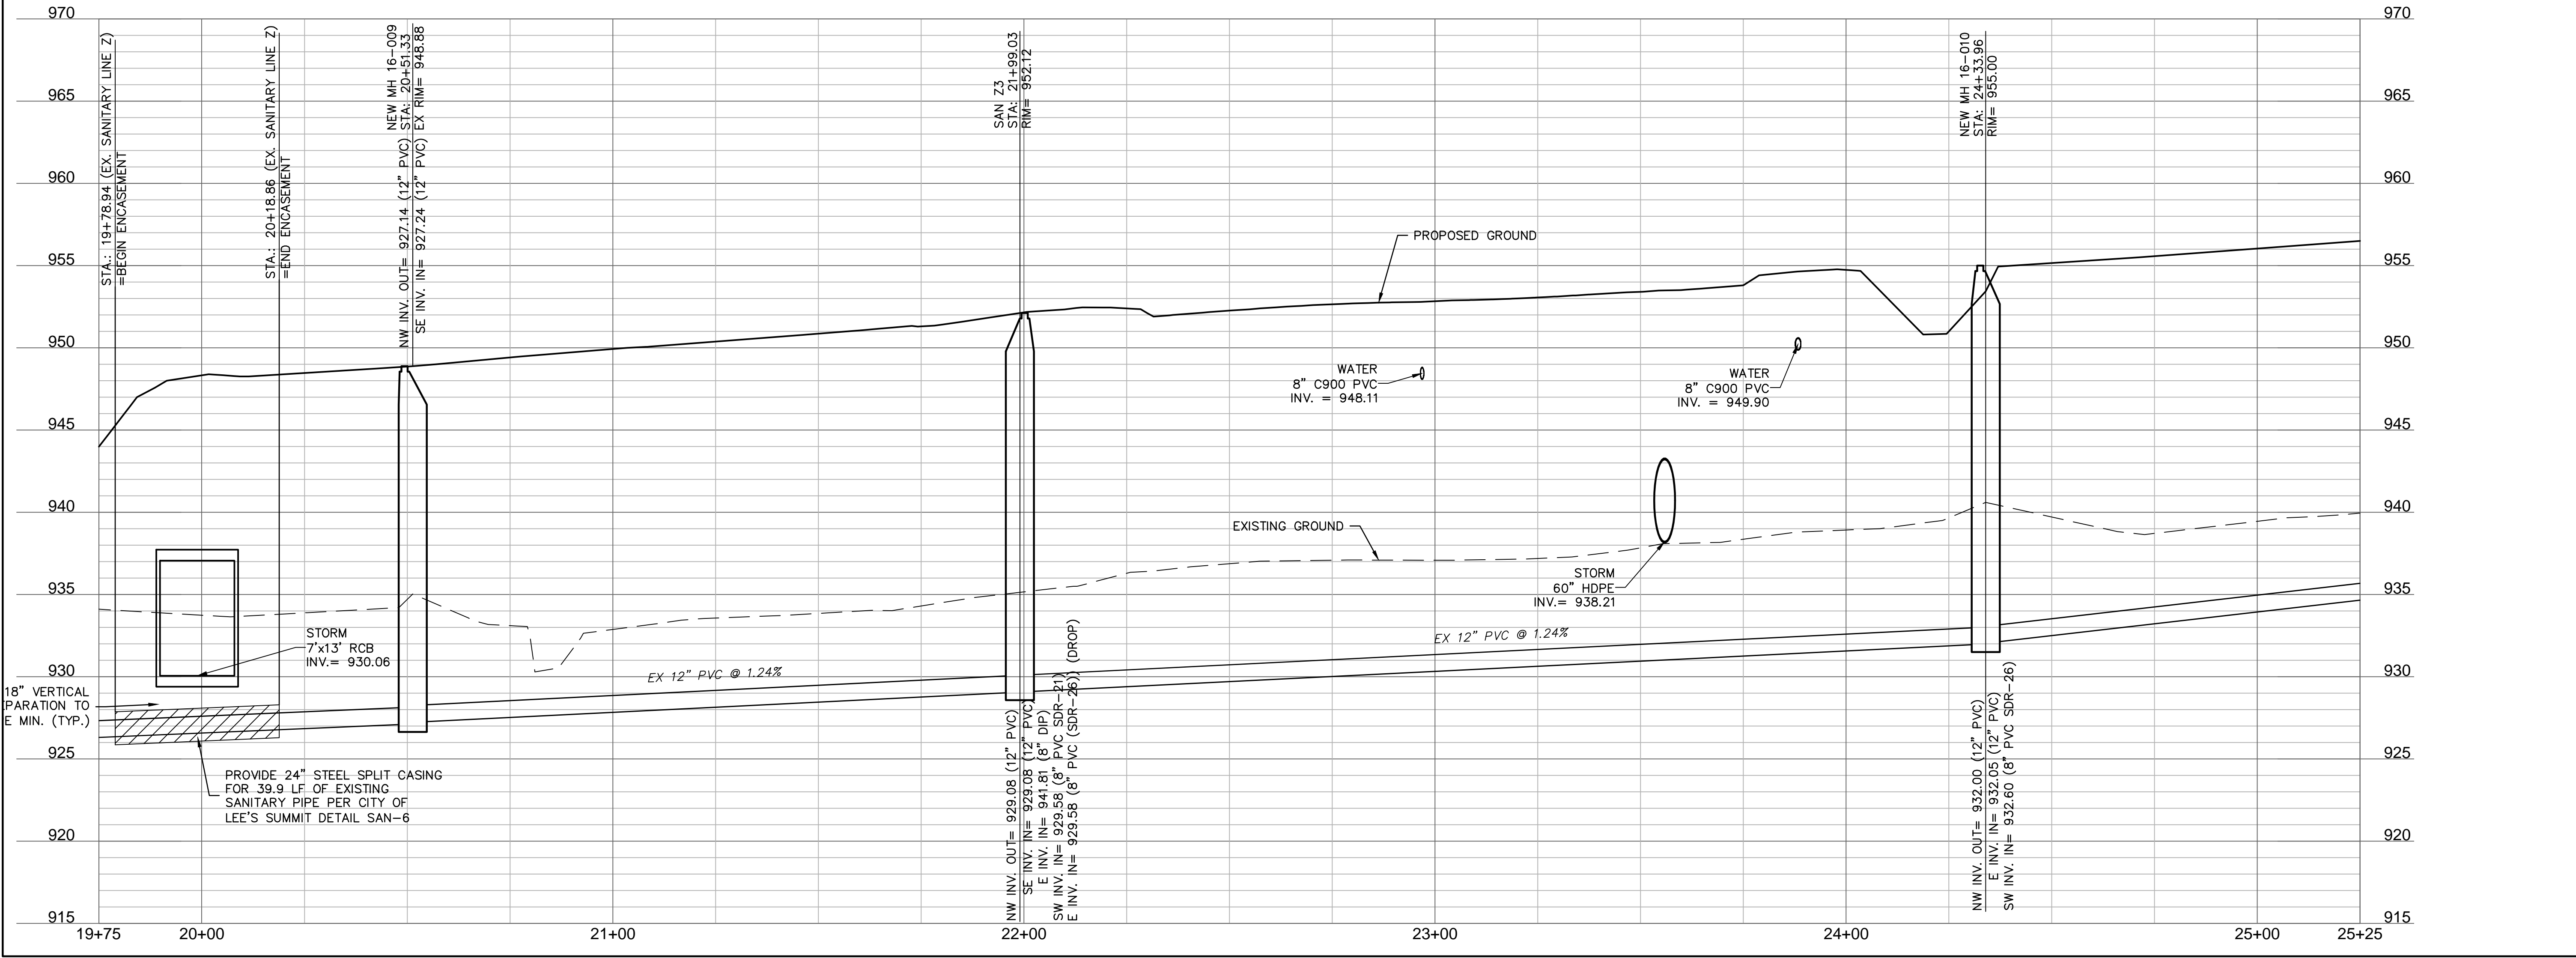 970
965
960
955
950
945
940
935
930
925
920
915
970
965
960
955
950
945
940
935
930
925
920
915
STA.: 19+78.94 (EX. SANITARY LINE Z)
=BEGIN ENCASEMENT
STA.: 20+18.86 (EX. SANITARY LINE Z)
=END ENCASEMENT
NEW MH 16-009
STA: 20+51.33
EX RIM= 948.88
NW INV. OUT= 927.14 (12" PVC)
SE INV. IN= 927.24 (12" PVC)
SAN Z3
STA: 21+99.03
RIM= 952.12
NEW MH 16-010
STA: 24+33.96
RIM= 955.00
PROPOSED GROUND
WATER
8" C900 PVC
INV. = 948.11
WATER
8" C900 PVC
INV. = 949.90
EXISTING GROUND
STORM
60" HDPE
INV.= 938.21
STORM
7'x13' RCB
INV.= 930.06
18" VERTICAL
PARATION TO
E MIN. (TYP.)
EX 12" PVC @ 1.24%
EX 12" PVC @ 1.24%
PROVIDE 24" STEEL SPLIT CASING
FOR 39.9 LF OF EXISTING
SANITARY PIPE PER CITY OF
LEE'S SUMMIT DETAIL SAN-6
NW INV. OUT= 929.08 (12" PVC)
SE INV. IN= 929.08 (12" PVC)
E INV. IN= 941.81 (8" DIP)
SW INV. IN= 929.58 (8" PVC SDR-21)
E INV. IN= 929.58 (8" PVC (SDR-26)) (DROP)
NW INV. OUT= 932.00 (12" PVC)
E INV. IN= 932.05 (12" PVC)
SW INV. IN= 932.60 (8" PVC SDR-26)
19+75
20+00
21+00
22+00
23+00
24+00
25+00
25+25